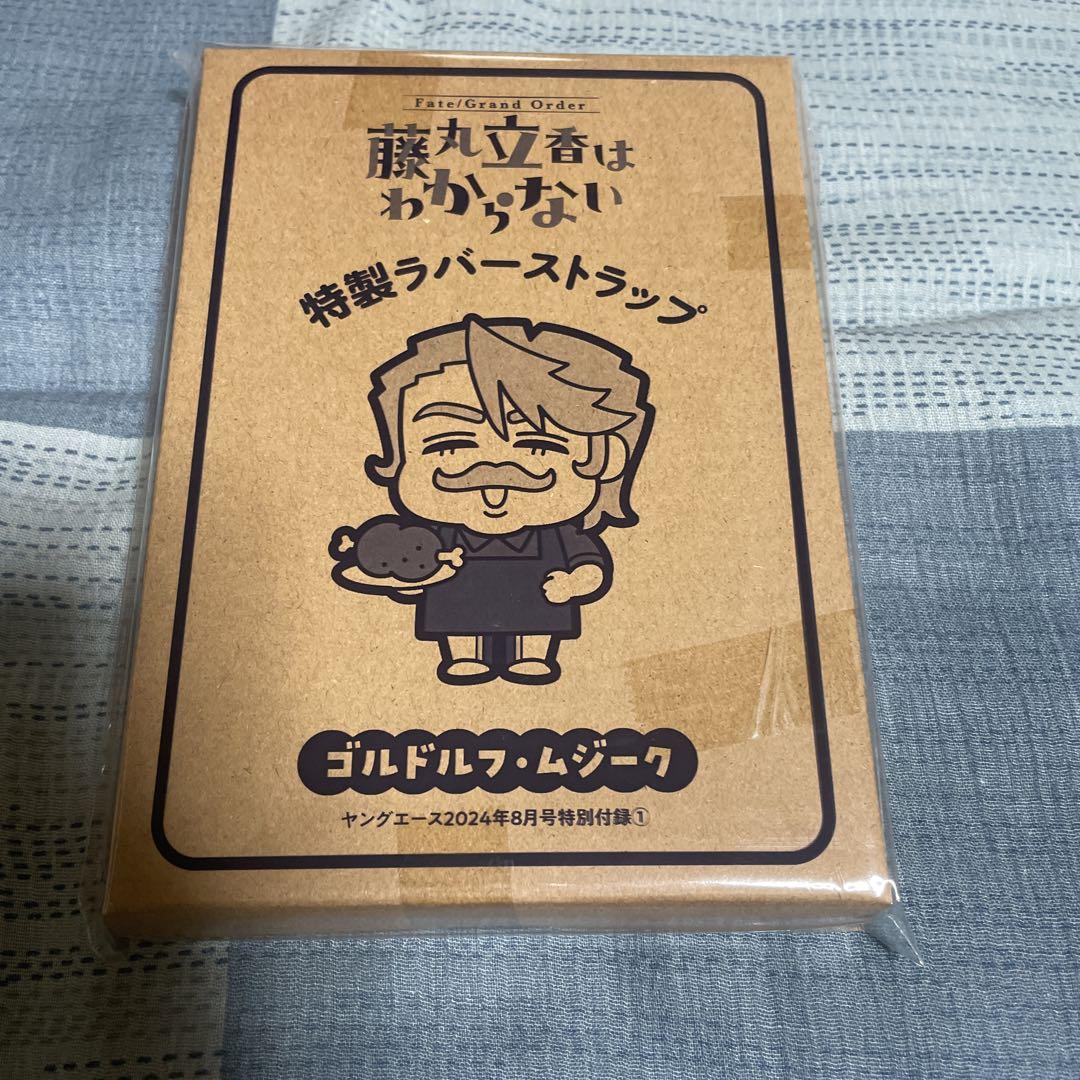 Fate/Grand Order
藤丸立香は
わからない
特製ラバーストラップ
ゴルドルフ・ムジーク
ヤングエース2024年8月号特別付録①